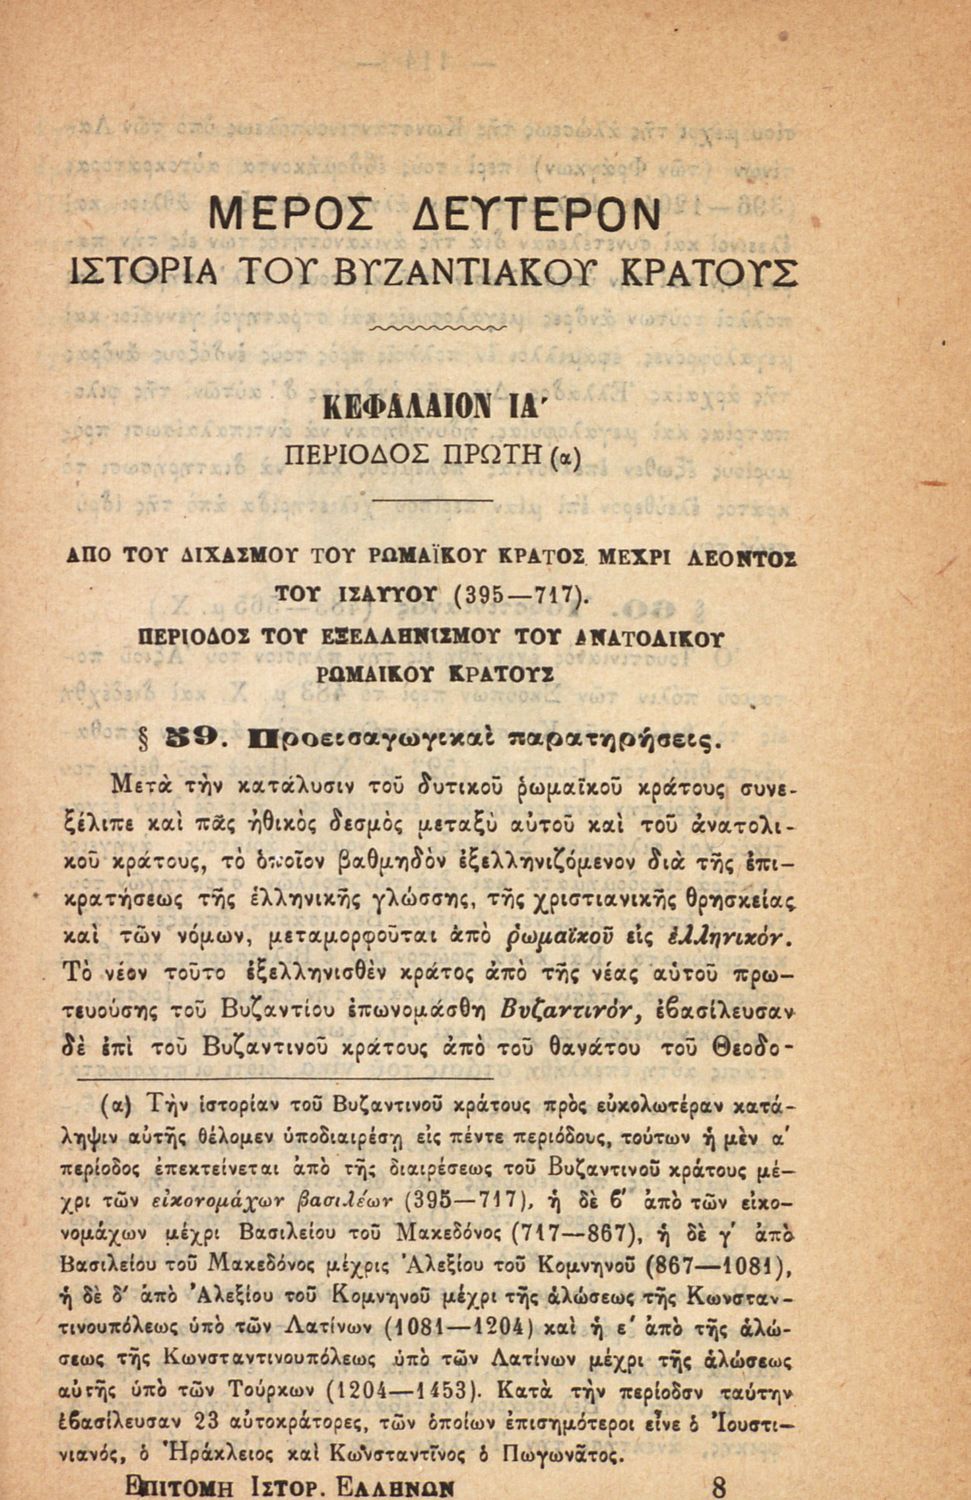 ΜΕΡΟΣ ΔΕΥΤΕΡΟΝ
ΙΣΤΟΡΙΑ ΤΟΥ ΒΥΖΑΝΤΙΑΚΟΥ ΚΡΑΤΟΥΣ
ΚΕΦΑΛΑΙΟΝ ΙΑ'
ΠΕΡΙΟΔΟΣ ΠΡΩΤΗ (α)
ΑΠΟ ΤΟΥ ΔΙΧΑΣΜΟΥ ΤΟΥ ΡΩΜΑΪΚΟΥ ΚΡΑΤΟΣ ΜΕΧΡΙ ΛΕΟΝΤΟΣ
ΤΟΥ ΙΣΑΥΥΟΥ (395—717).
ΠΕΡΙΟΔΟΣ ΤΟΥ ΕΞΕΛΛΗΝΙΣΜΟΥ ΤΟΥ ΑΝΑΤΟΛΙΚΟΥ
ΡΩΜΑΙΚΟΥ ΚΡΑΤΟΥΣ
§ 59. Προεισαγωγικαὶ παρατηρήσεις.
Μετὰ τὴν κατάλυσιν τοῦ δυτικοῦ ῥωμαϊκοῦ κράτους συνε-
ξέλιπε καὶ πᾶς ἠθικὸς δεσμὸς μεταξὺ αὐτοῦ καὶ τοῦ ἀνατολι-
κοῦ κράτους, τὸ ὁποῖον βαθμηδὸν ἐξελληνιζόμενον διὰ τῆς ἐπι-
κρατήσεως τῆς ἑλληνικῆς γλώσσης, τῆς χριστιανικῆς θρησκείας
καὶ τῶν νόμων, μεταμορφοῦται ἀπὸ ῥωμαϊκοῦ εἰς ἑλληνικόν.
Τὸ νέον τοῦτο ἐξελληνισθὲν κράτος ἀπὸ τῆς νέας αὐτοῦ πρω-
τευούσης τοῦ Βυζαντίου ἐπωνομάσθη Βυζαντινόν, ἐβασίλευσαν
δὲ ἐπὶ τοῦ Βυζαντινοῦ κράτους ἀπὸ τοῦ θανάτου τοῦ Θεοδο-
(α) Τὴν ἱστορίαν τοῦ Βυζαντινοῦ κράτους πρὸς εὐκολωτέραν κατά-
ληψιν αὐτῆς θέλομεν ὑποδιαιρέσῃ εἰς πέντε περιόδους, τούτων ἡ μὲν α'
περίοδος ἐπεκτείνεται ἀπὸ τῆς διαιρέσεως τοῦ Βυζαντινοῦ κράτους μέ-
χρι τῶν εἰκονομάχων βασιλέων (395—717), ἡ δὲ β' ἀπὸ τῶν εἰκο-
νομάχων μέχρι Βασιλείου τοῦ Μακεδόνος (717—867), ἡ δὲ γ' ἀπὸ
Βασιλείου τοῦ Μακεδόνος μέχρις Ἀλεξίου τοῦ Κομνηνοῦ (867—1081),
ἡ δὲ δ' ἀπὸ Ἀλεξίου τοῦ Κομνηνοῦ μέχρι τῆς ἁλώσεως τῆς Κωνσταν-
τινουπόλεως ὑπὸ τῶν Λατίνων (1081—1204) καὶ ἡ ε' ἀπὸ τῆς ἁλώ-
σεως τῆς Κωνσταντινουπόλεως ὑπὸ τῶν Λατίνων μέχρι τῆς ἁλώσεως
αὐτῆς ὑπὸ τῶν Τούρκων (1204—1453). Κατὰ τὴν περίοδον ταύτην
ἐβασίλευσαν 23 αὐτοκράτορες, τῶν ὁποίων ἐπισημότεροι εἶνε ὁ Ἰουστι-
νιανός, ὁ Ἡράκλειος καὶ Κωνσταντῖνος ὁ Πωγωνᾶτος.
ΕΠΙΤΟΜΗ ΙΣΤΟΡ. ΕΛΛΗΝΩΝ 8